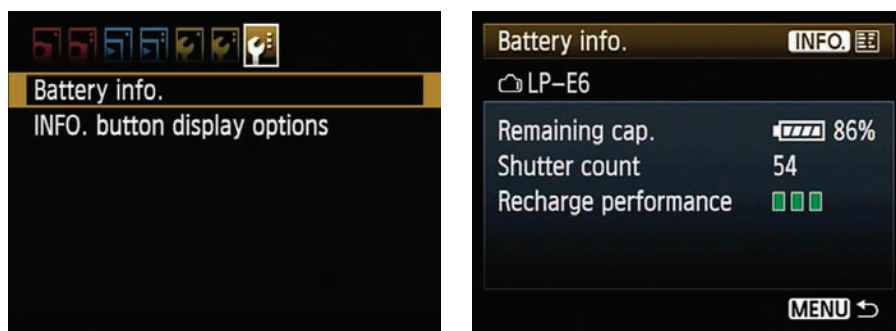 Battery info.
INFO. button display options
Battery info. INFO.
LP-E6
Remaining cap. 86%
Shutter count 54
Recharge performance
MENU